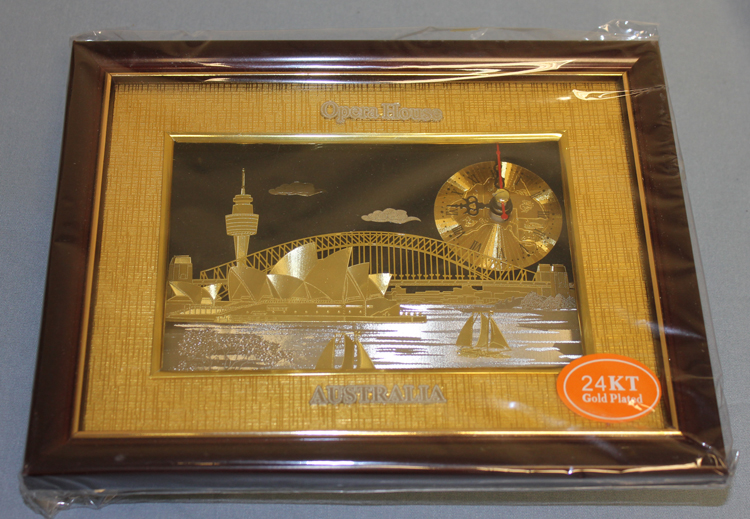 Opera House
AUSTRALIA
24KT
Gold Plated